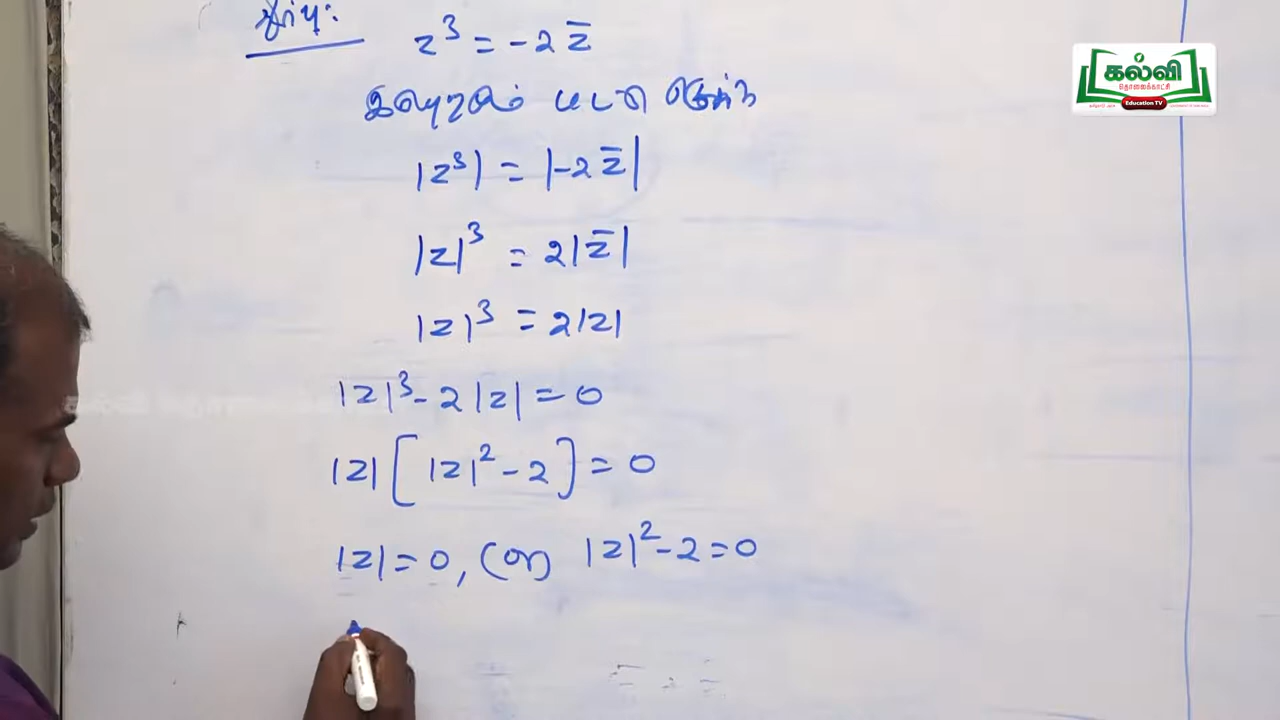 தீர்வு:
z³ = -2z̅
இருபுறமும் மட்டு
|z³| = |-2z̅|
|z|³ = 2|z̅|
|z|³ = 2|z|
|z|³ - 2|z| = 0
|z| [ |z|² - 2 ] = 0
|z| = 0, (or) |z|² - 2 = 0
கல்வி
தொலைக்காட்சி
Education TV